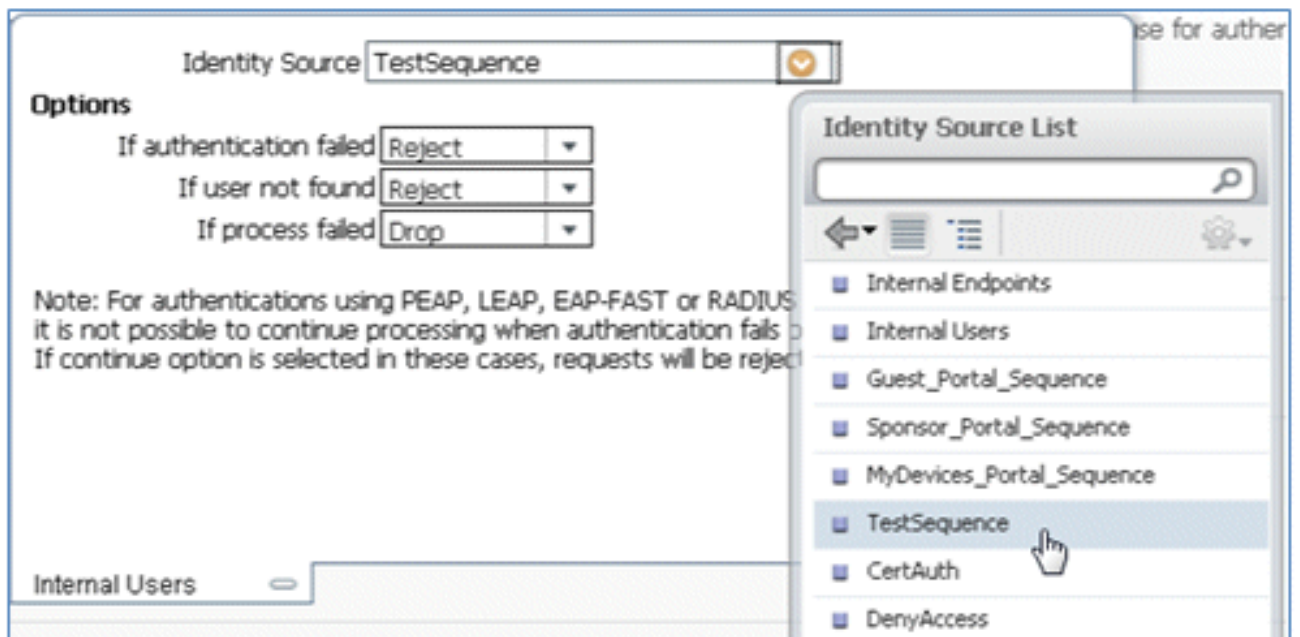 use for auther
Identity Source TestSequence
Options
If authentication failed Reject
If user not found Reject
If process failed Drop
Note: For authentications using PEAP, LEAP, EAP-FAST or RADIUS
it is not possible to continue processing when authentication fails
If continue option is selected in these cases, requests will be reject
Internal Users
Identity Source List
Internal Endpoints
Internal Users
Guest_Portal_Sequence
Sponsor_Portal_Sequence
MyDevices_Portal_Sequence
TestSequence
CertAuth
DenyAccess